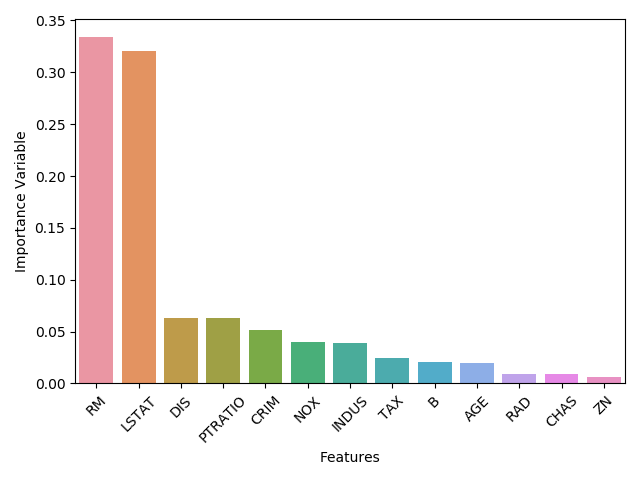 0.35
0.30
0.25
0.20
0.15
0.10
0.05
0.00
Importance Variable
RM
LSTAT
DIS
PTRATIO
CRIM
NOX
INDUS
TAX
B
AGE
RAD
CHAS
ZN
Features